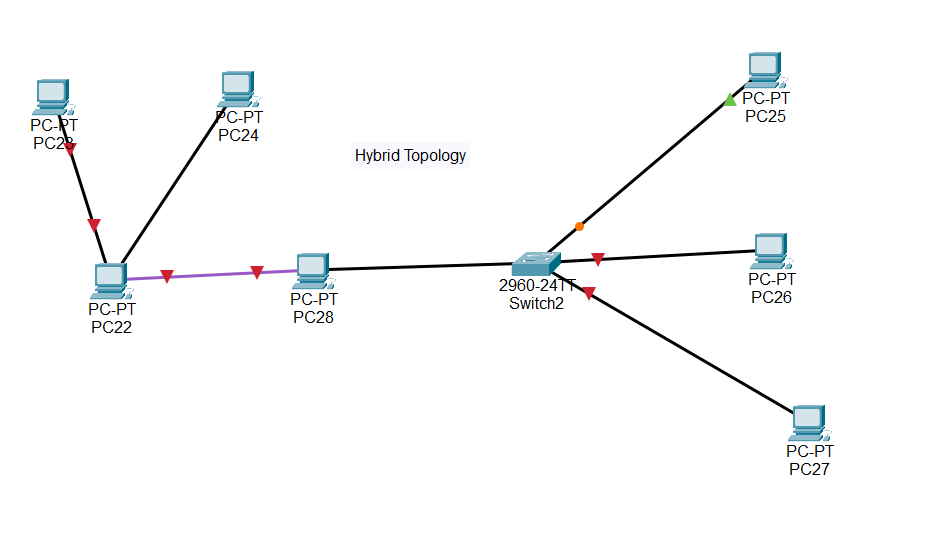 PC-PT
PC23
PC-PT
PC24
Hybrid Topology
PC-PT
PC25
PC-PT
PC22
PC-PT
PC28
2960-24TT
Switch2
PC-PT
PC26
PC-PT
PC27